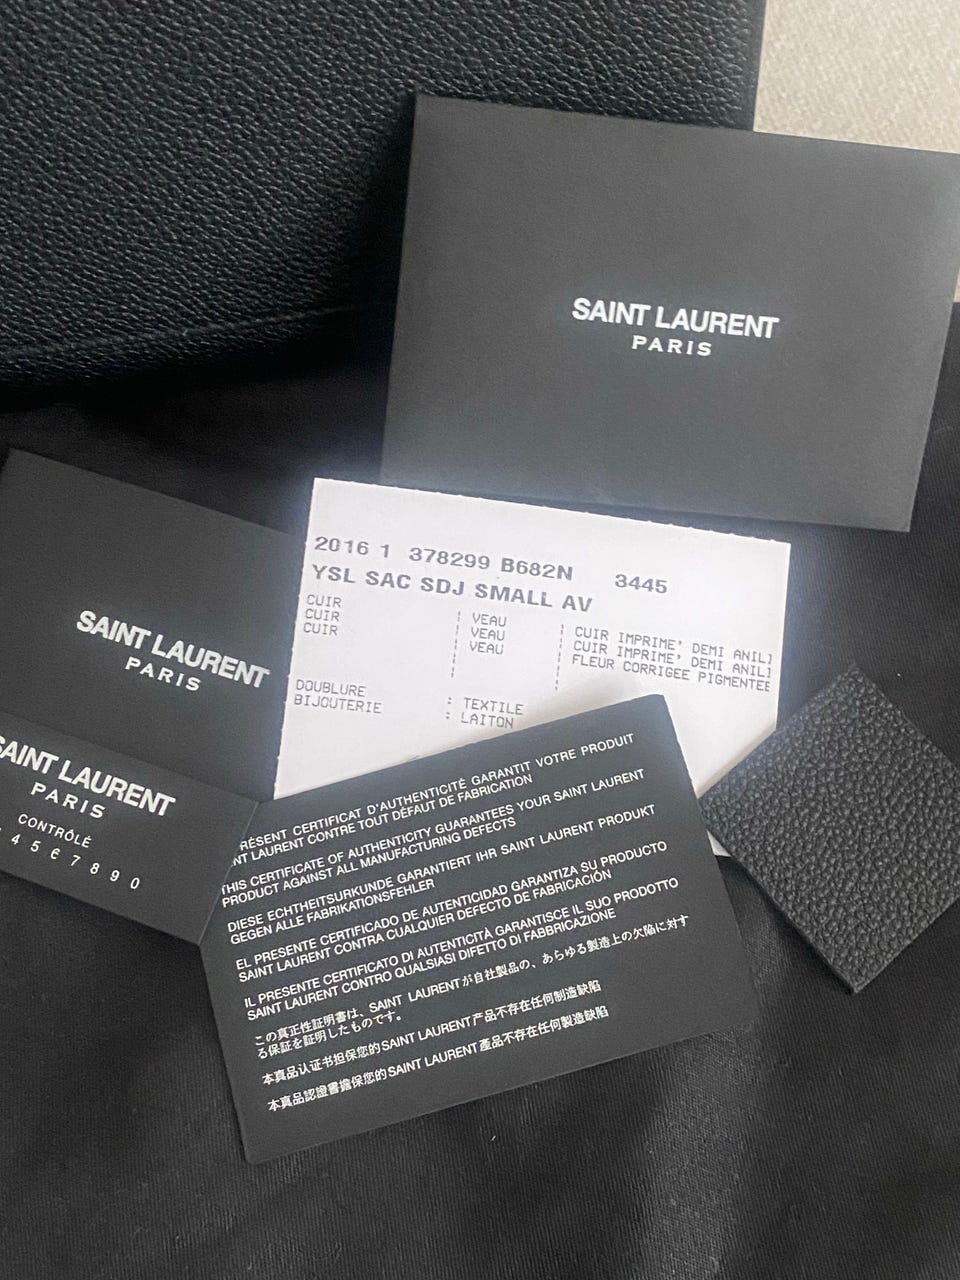 SAINT LAURENT
PARIS
2016 1 378299 B682N 3445
YSL SAC SDJ SMALL AV
CUIR ¦ VEAU ¦ CUIR IMPRIME' DEMI ANIL
CUIR ¦ VEAU ¦ CUIR IMPRIME' DEMI ANIL
CUIR ¦ VEAU ¦ FLEUR CORRIGEE PIGMENTEE
DOUBLURE : TEXTILE
BIJOUTERIE : LAITON
SAINT LAURENT
PARIS
SAINT LAURENT
PARIS
CONTRÔLE
4 5 6 7 8 9 0
RÉSENT CERTIFICAT D'AUTHENTICITÉ GARANTIT VOTRE PRODUIT
NT LAURENT CONTRE TOUT DÉFAUT DE FABRICATION
THIS CERTIFICATE OF AUTHENTICITY GUARANTEES YOUR SAINT LAURENT
PRODUCT AGAINST ALL MANUFACTURING DEFECTS
DIESE ECHTHEITSURKUNDE GARANTIERT IHR SAINT LAURENT PRODUKT
GEGEN ALLE FABRIKATIONSFEHLER
EL PRESENTE CERTIFICADO DE AUTENTICIDAD GARANTIZA SU PRODUCTO
SAINT LAURENT CONTRA CUALQUIER DEFECTO DE FABRICACIÓN
IL PRESENTE CERTIFICATO DI AUTENTICITÀ GARANTISCE IL SUO PRODOTTO
SAINT LAURENT CONTRO QUALSIASI DIFETTO DI FABBRICAZIONE
この真正性証明書は、SAINT LAURENTが自社製品の、あらゆる製造上の欠陥に対す
る保証を証明したものです。
本真品认证书担保您的SAINT LAURENT产品不存在任何制造缺陷
本真品認證書擔保您的SAINT LAURENT產品不存在任何製造缺陷